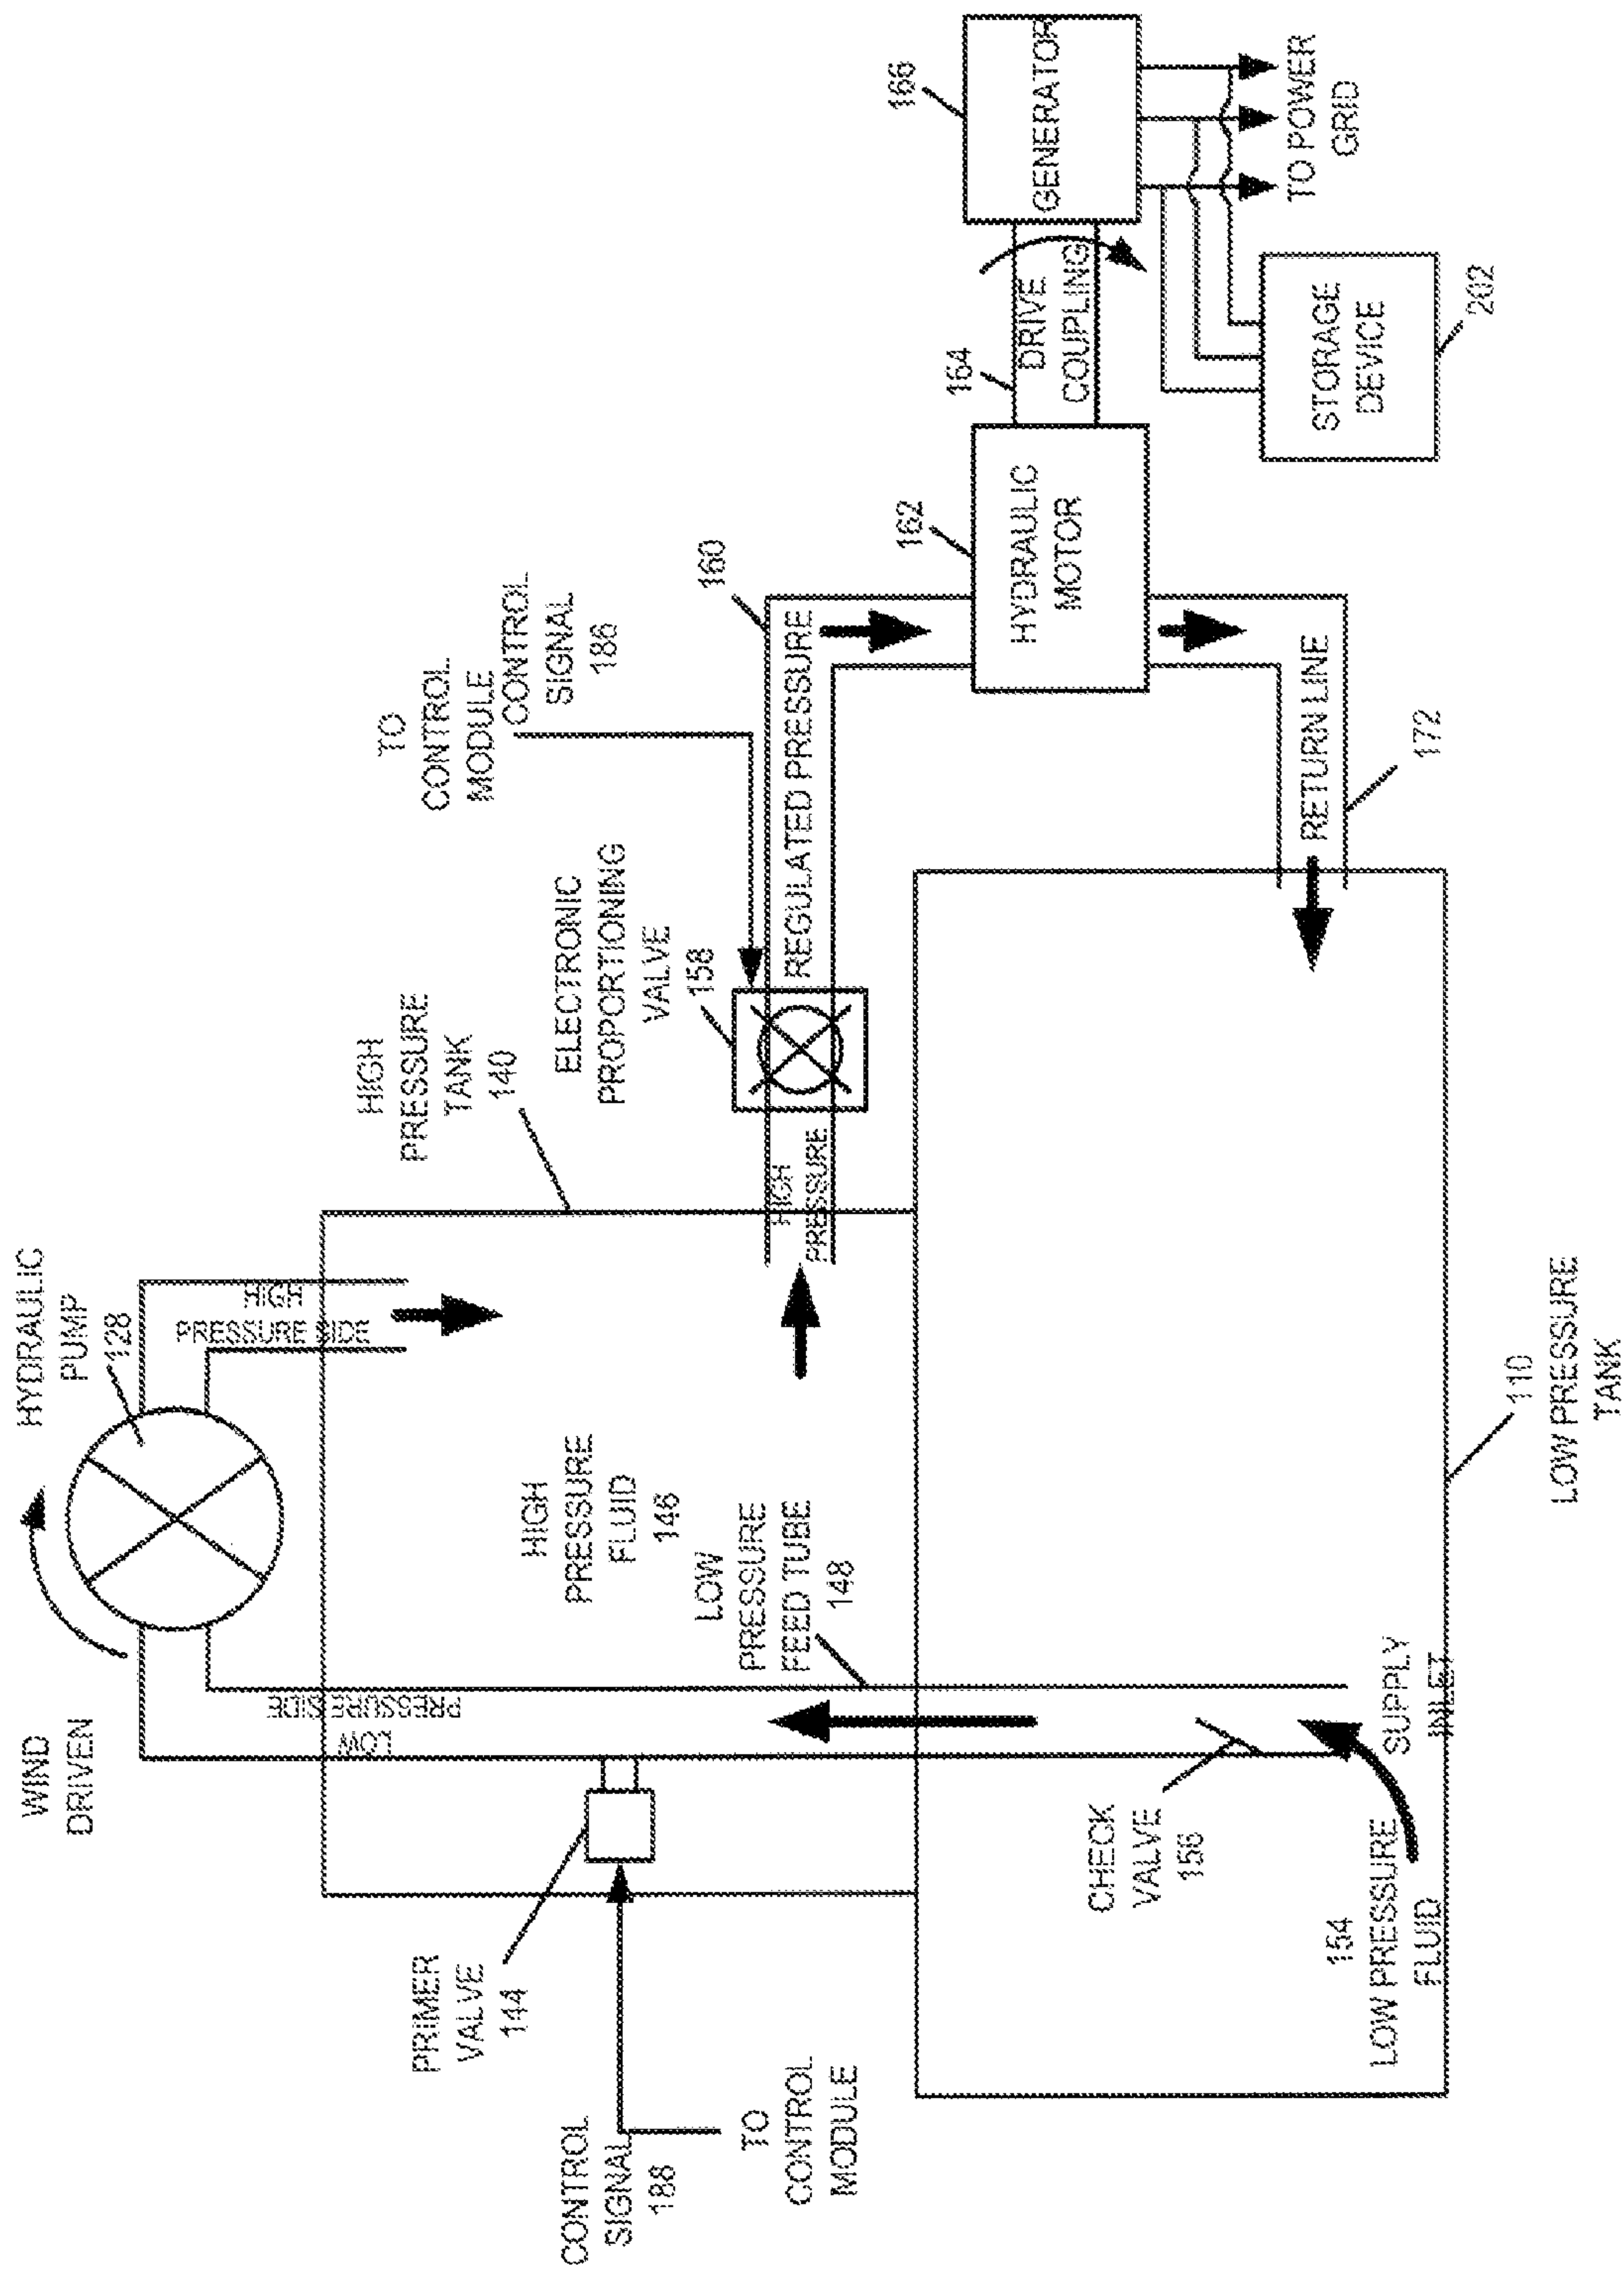 WIND
DRIVEN
HYDRAULIC
PUMP
128
HIGH
PRESSURE SIDE
LOW
PRESSURE SIDE
PRIMER
VALVE
144
CONTROL
SIGNAL
188
TO
CONTROL
MODULE
HIGH
PRESSURE
FLUID
146
LOW
PRESSURE
FEED TUBE
148
HIGH
PRESSURE
TANK
140
HIGH
PRESSURE
ELECTRONIC
PROPORTIONING
VALVE
158
TO
CONTROL
MODULE
CONTROL
SIGNAL
186
REGULATED PRESSURE
160
HYDRAULIC
MOTOR
162
164
DRIVE
COUPLING
GENERATOR
166
TO POWER
GRID
STORAGE
DEVICE
202
RETURN LINE
172
CHECK
VALVE
156
154
LOW PRESSURE
FLUID
SUPPLY
INLET
110
LOW PRESSURE
TANK